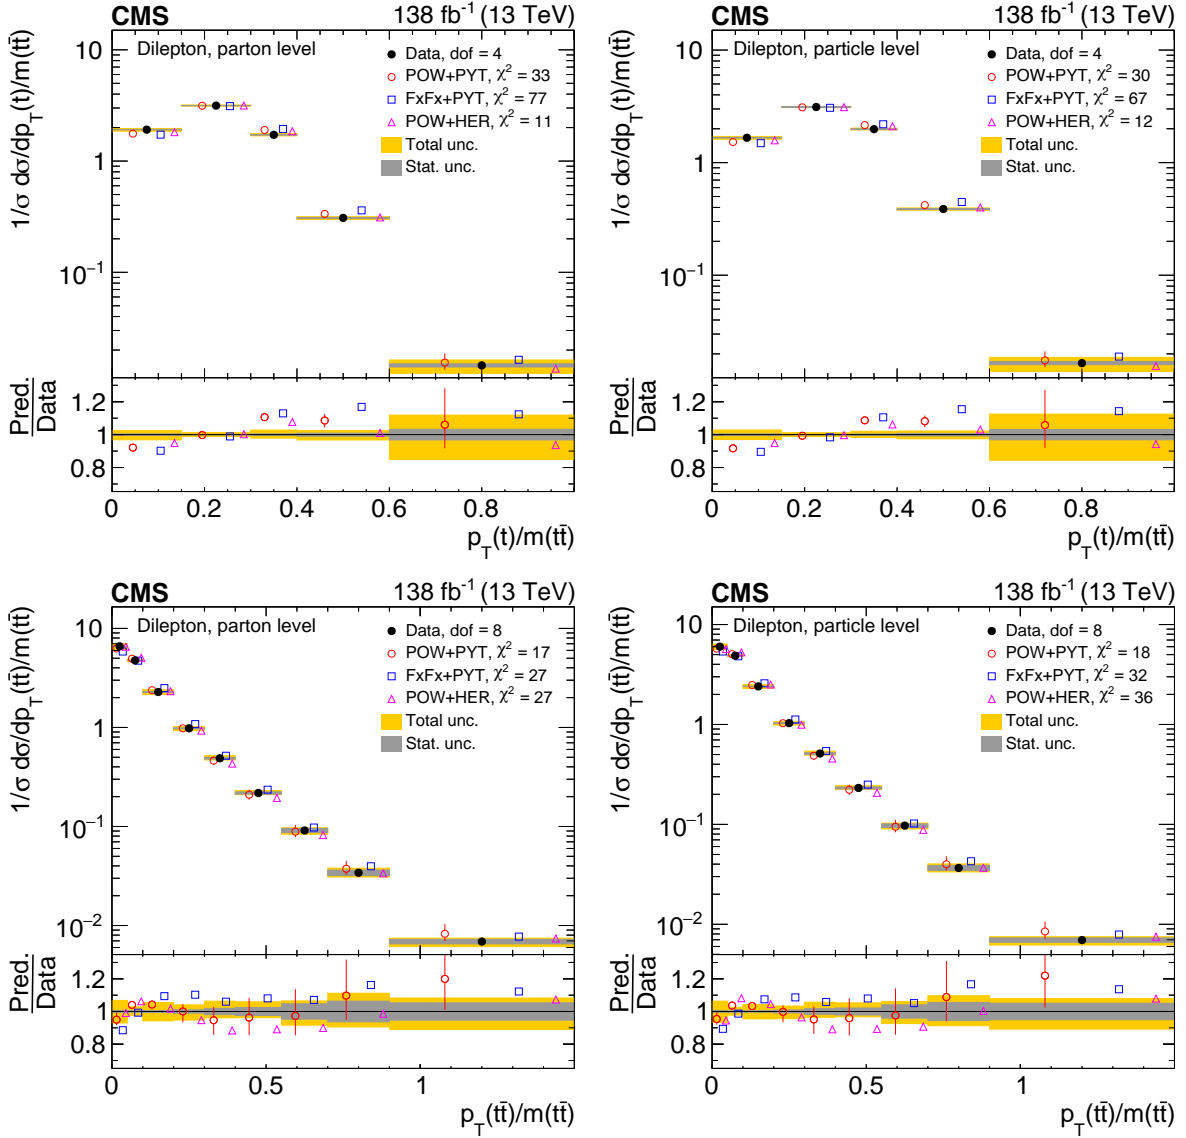 CMS 138 fb⁻¹ (13 TeV)
Dilepton, parton level
Data, dof = 4
POW+PYT, χ² = 33
FxFx+PYT, χ² = 77
POW+HER, χ² = 11
Total unc.
Stat. unc.
1/σ dσ/dp_T(t)/m(tt̄)
10
1
10⁻¹
Pred.
Data
1.2
1
0.8
0 0.2 0.4 0.6 0.8
p_T(t)/m(tt̄)
CMS 138 fb⁻¹ (13 TeV)
Dilepton, particle level
Data, dof = 4
POW+PYT, χ² = 30
FxFx+PYT, χ² = 67
POW+HER, χ² = 12
Total unc.
Stat. unc.
1/σ dσ/dp_T(t)/m(tt̄)
10
1
10⁻¹
Pred.
Data
1.2
1
0.8
0 0.2 0.4 0.6 0.8
p_T(t)/m(tt̄)
CMS 138 fb⁻¹ (13 TeV)
Dilepton, parton level
Data, dof = 8
POW+PYT, χ² = 17
FxFx+PYT, χ² = 27
POW+HER, χ² = 27
Total unc.
Stat. unc.
1/σ dσ/dp_T(tt̄)/m(tt̄)
10
1
10⁻¹
10⁻²
Pred.
Data
1.2
1
0.8
0 0.5 1
p_T(tt̄)/m(tt̄)
CMS 138 fb⁻¹ (13 TeV)
Dilepton, particle level
Data, dof = 8
POW+PYT, χ² = 18
FxFx+PYT, χ² = 32
POW+HER, χ² = 36
Total unc.
Stat. unc.
1/σ dσ/dp_T(tt̄)/m(tt̄)
10
1
10⁻¹
10⁻²
Pred.
Data
1.2
1
0.8
0 0.5 1
p_T(tt̄)/m(tt̄)